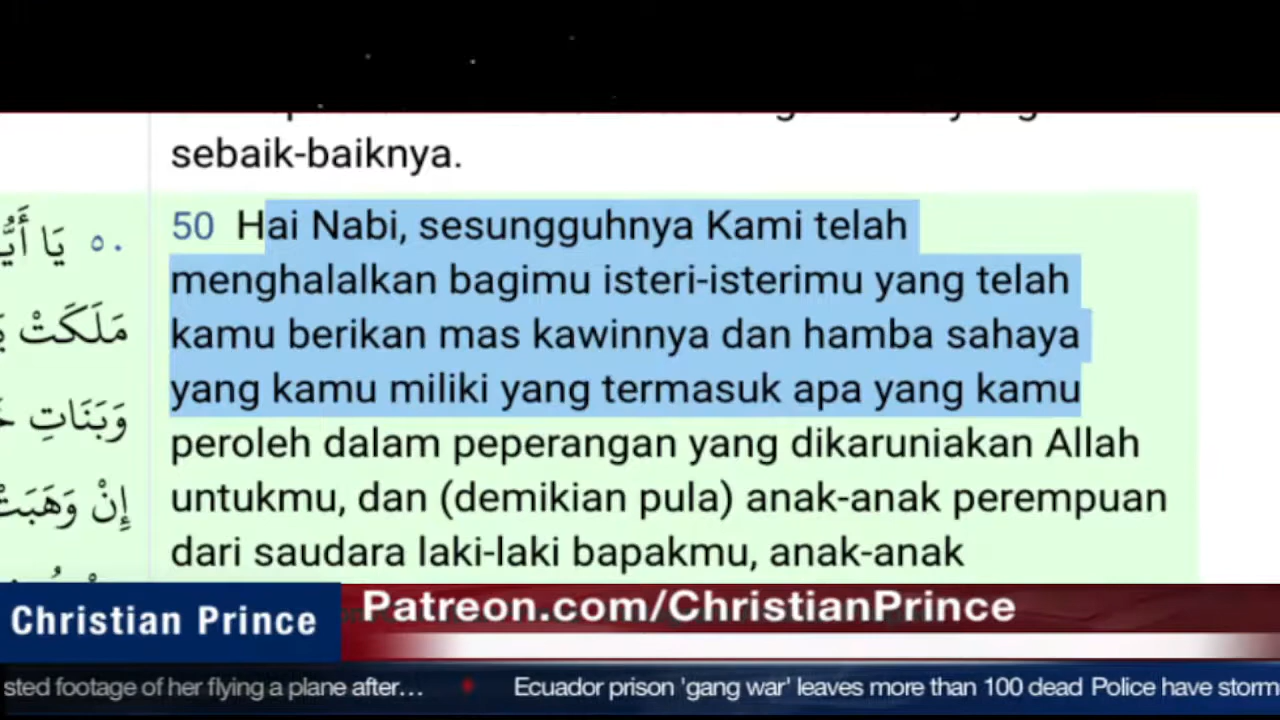 sebaik-baiknya.
50 Hai Nabi, sesungguhnya Kami telah
menghalalkan bagimu isteri-isterimu yang telah
kamu berikan mas kawinnya dan hamba sahaya
yang kamu miliki yang termasuk apa yang kamu
peroleh dalam peperangan yang dikaruniakan Allah
untukmu, dan (demikian pula) anak-anak perempuan
dari saudara laki-laki bapakmu, anak-anak
٥٠ يَا
مَلَكَتْ
وَبَنَاتِ
إِنْ وَهَبَتْ
Christian Prince
Patreon.com/ChristianPrince
sted footage of her flying a plane after... Ecuador prison 'gang war' leaves more than 100 dead Police have storm